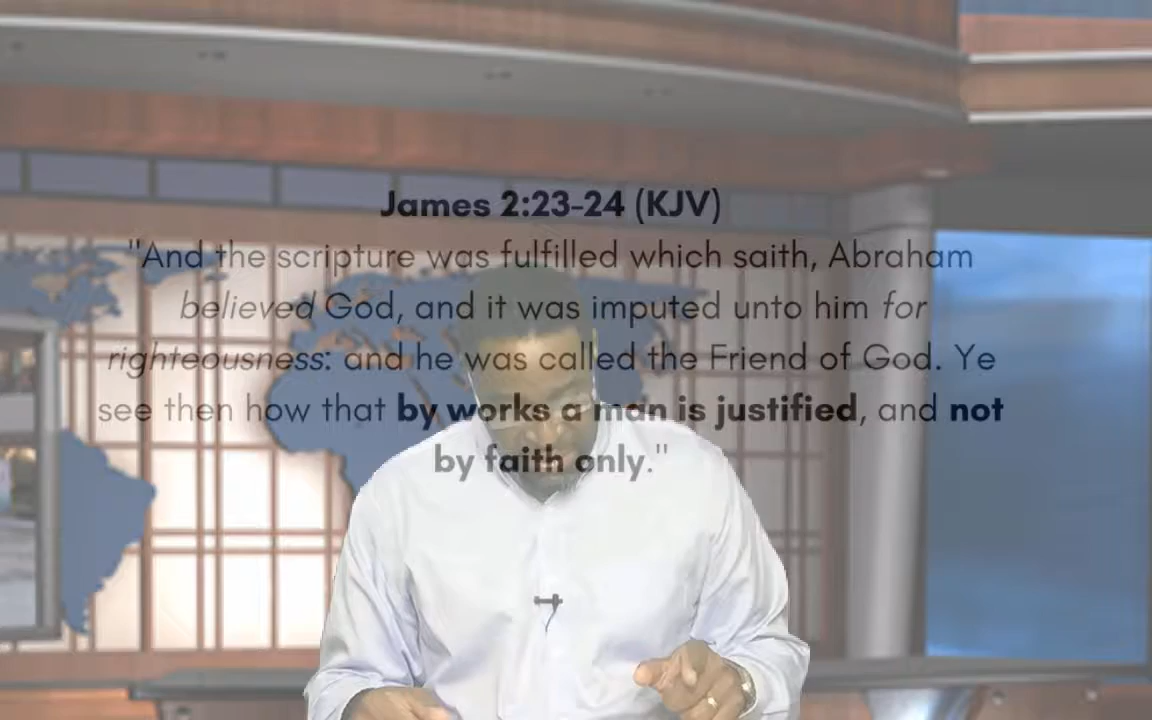 James 2:23-24 (KJV)
"And the scripture was fulfilled which saith, Abraham
believed God, and it was imputed unto him for
righteousness: and he was called the Friend of God. Ye
see then how that by works a man is justified, and not
by faith only."